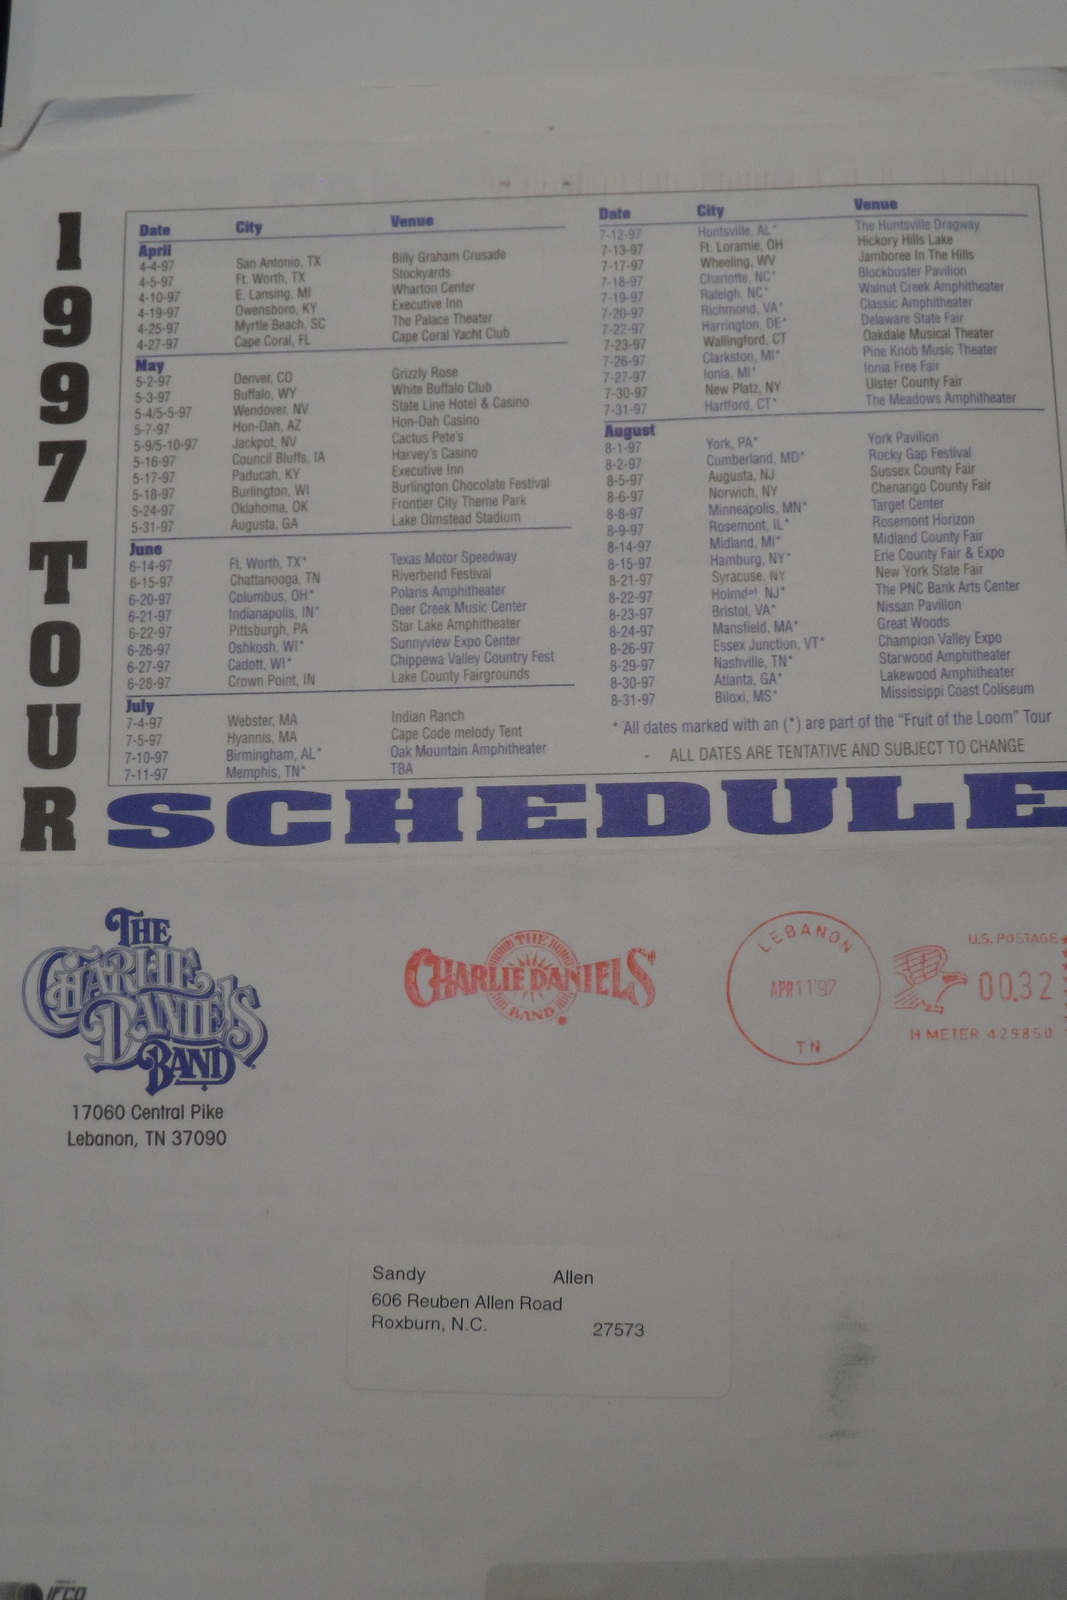 1997 TOUR
Date City Venue
April
4-4-97 San Antonio, TX Billy Graham Crusade
4-5-97 Ft. Worth, TX Stockyards
4-10-97 E. Lansing, MI Wharton Center
4-19-97 Owensboro, KY Executive Inn
4-25-97 Myrtle Beach, SC The Palace Theater
4-27-97 Cape Coral, FL Cape Coral Yacht Club
May
5-2-97 Denver, CO Grizzly Rose
5-3-97 Buffalo, WY White Buffalo Club
5-4/5-5-97 Wendover, NV State Line Hotel & Casino
5-7-97 Hon-Dah, AZ Hon-Dah Casino
5-9/5-10-97 Jackpot, NV Cactus Pete's
5-16-97 Council Bluffs, IA Harvey's Casino
5-17-97 Paducah, KY Executive Inn
5-18-97 Burlington, WI Burlington Chocolate Festival
5-24-97 Oklahoma, OK Frontier City Theme Park
5-31-97 Augusta, GA Lake Olmstead Stadium
June
6-14-97 Ft. Worth, TX* Texas Motor Speedway
6-15-97 Chattanooga, TN Riverbend Festival
6-20-97 Columbus, OH* Polaris Amphitheater
6-21-97 Indianapolis, IN* Deer Creek Music Center
6-22-97 Pittsburgh, PA Star Lake Amphitheater
6-26-97 Oshkosh, WI* Sunnyview Expo Center
6-27-97 Cadott, WI* Chippewa Valley Country Fest
6-28-97 Crown Point, IN Lake County Fairgrounds
July
7-4-97 Webster, MA Indian Ranch
7-5-97 Hyannis, MA Cape Code melody Tent
7-10-97 Birmingham, AL* Oak Mountain Amphitheater
7-11-97 Memphis, TN* TBA
Date City Venue
7-12-97 Huntsville, AL* The Huntsville Dragway
7-13-97 Ft. Loramie, OH Hickory Hills Lake
7-17-97 Wheeling, WV Jamboree In The Hills
7-18-97 Charlotte, NC* Blockbuster Pavilion
7-19-97 Raleigh, NC* Walnut Creek Amphitheater
7-20-97 Richmond, VA* Classic Amphitheater
7-22-97 Harrington, DE* Delaware State Fair
7-23-97 Wallingford, CT Oakdale Musical Theater
7-26-97 Clarkston, MI* Pine Knob Music Theater
7-27-97 Ionia, MI* Ionia Free Fair
7-30-97 New Platz, NY Ulster County Fair
7-31-97 Hartford, CT* The Meadows Amphitheater
August
8-1-97 York, PA* York Pavilion
8-2-97 Cumberland, MD* Rocky Gap Festival
8-5-97 Augusta, NJ Sussex County Fair
8-6-97 Norwich, NY Chenango County Fair
8-8-97 Minneapolis, MN* Target Center
8-9-97 Rosemont, IL* Rosemont Horizon
8-14-97 Midland, MI* Midland County Fair
8-15-97 Hamburg, NY* Erie County Fair & Expo
8-21-97 Syracuse, NY New York State Fair
8-22-97 Holmdel, NJ* The PNC Bank Arts Center
8-23-97 Bristol, VA* Nissan Pavilion
8-24-97 Mansfield, MA* Great Woods
8-26-97 Essex Junction, VT* Champion Valley Expo
8-29-97 Nashville, TN* Starwood Amphitheater
8-30-97 Atlanta, GA* Lakewood Amphitheater
8-31-97 Biloxi, MS* Mississippi Coast Coliseum
* All dates marked with an (*) are part of the "Fruit of the Loom" Tour
• ALL DATES ARE TENTATIVE AND SUBJECT TO CHANGE
SCHEDULE
THE
CHARLIE
DANIELS
BAND
17060 Central Pike
Lebanon, TN 37090
THE
CHARLIE DANIELS
BAND
LEBANON
APR 11 '97
TN
U.S. POSTAGE
00.32
H METER 429850
Sandy Allen
606 Reuben Allen Road
Roxburn, N.C. 27573